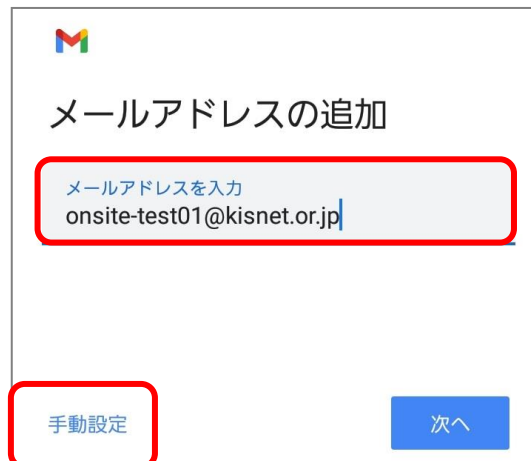 メールアドレスの追加
メールアドレスを入力
onsite-test01@kisnet.or.jp
手動設定
次へ